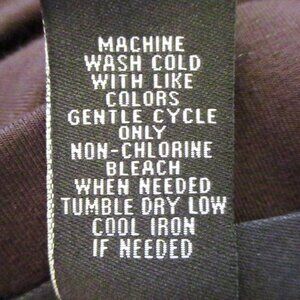 MACHINE
WASH COLD
WITH LIKE
COLORS
GENTLE CYCLE
ONLY
NON-CHLORINE
BLEACH
WHEN NEEDED
TUMBLE DRY LOW
COOL IRON
IF NEEDED